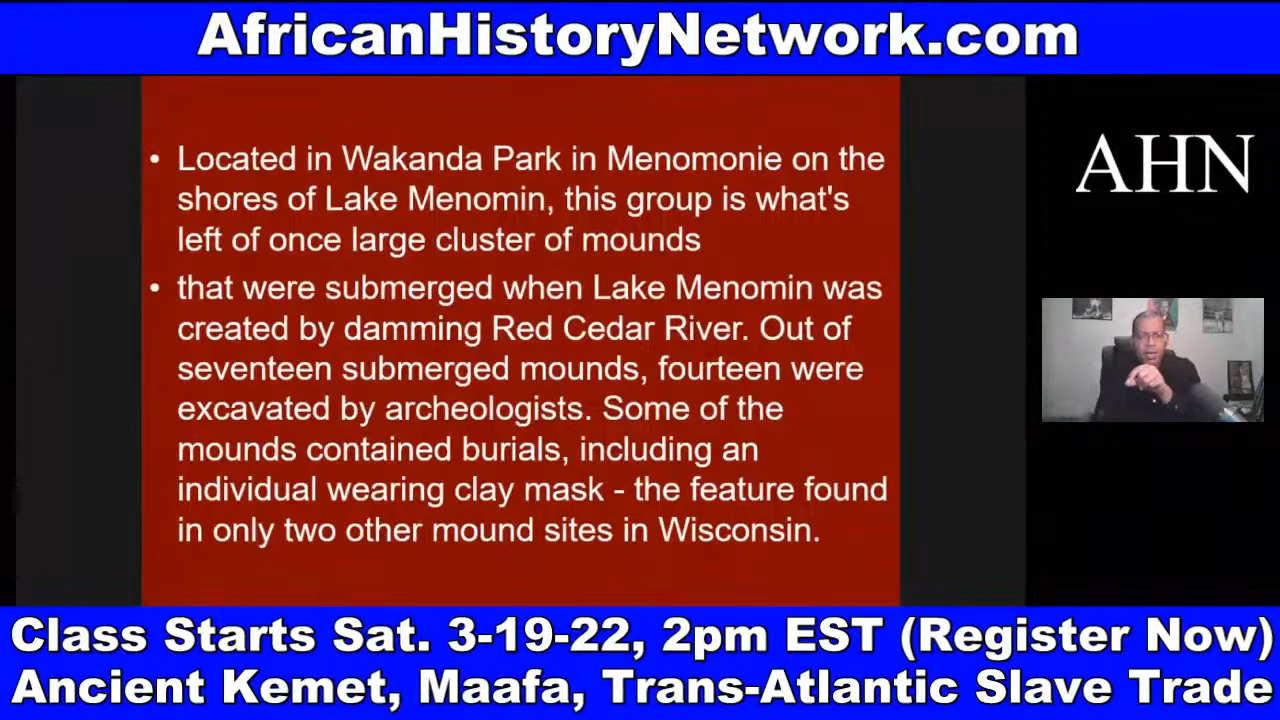 AfricanHistoryNetwork.com
• Located in Wakanda Park in Menomonie on the
shores of Lake Menomin, this group is what's
left of once large cluster of mounds
• that were submerged when Lake Menomin was
created by damming Red Cedar River. Out of
seventeen submerged mounds, fourteen were
excavated by archeologists. Some of the
mounds contained burials, including an
individual wearing clay mask - the feature found
in only two other mound sites in Wisconsin.
AHN
Class Starts Sat. 3-19-22, 2pm EST (Register Now)
Ancient Kemet, Maafa, Trans-Atlantic Slave Trade